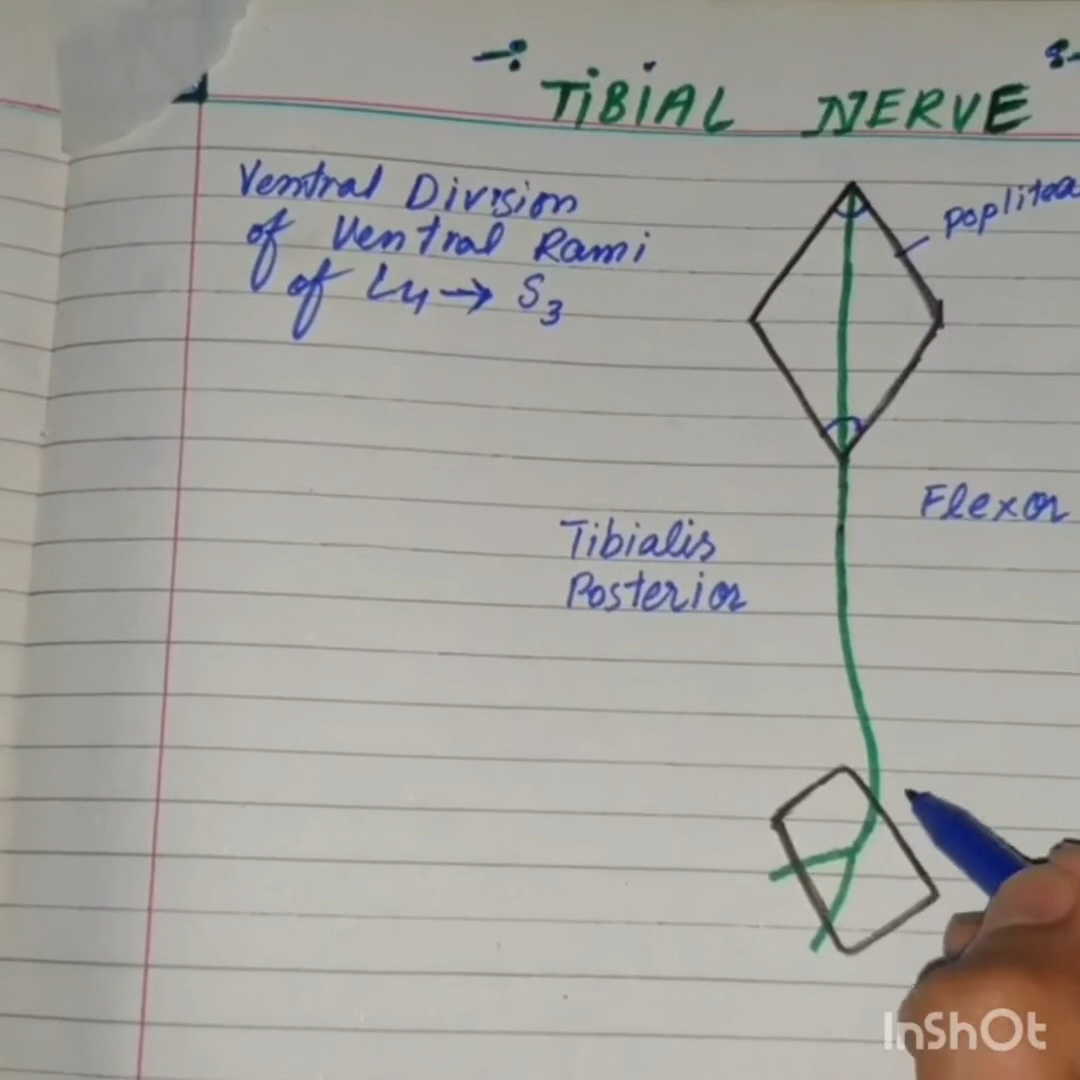 TIBIAL NERVE
Ventral Division
of Ventral Rami
of L4 → S3
Poplitea
Flexor
Tibialis
Posterior
InShOt